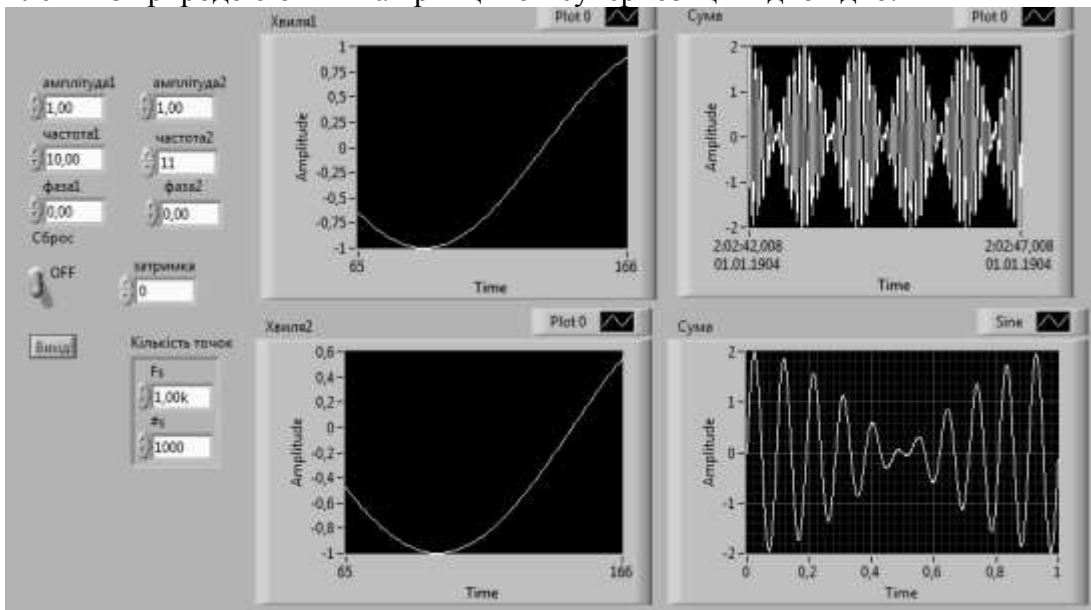 Хвиля1
Plot 0
Сума
Plot 0
амплітуда1
амплітуда2
1,00
1,00
частота1
частота2
10,00
11
фаза1
фаза2
0,00
0,00
Сброс
OFF
затримка
0
Amplitude
1
0,75
0,5
0,25
0
-0,25
-0,5
-0,75
-1
65
166
Time
Amplitude
2
1
0
-1
-2
2:02:42,008
01.01.1904
2:02:47,008
01.01.1904
Time
Кількість точок
Fs
1,00k
#s
1000
Хвиля2
Plot 0
Сума
Sine
Amplitude
0,6
0,4
0,2
0
-0,2
-0,4
-0,6
-0,8
-1
65
166
Time
Amplitude
2
1
0
-1
-2
0
0,2
0,4
0,6
0,8
1
Time